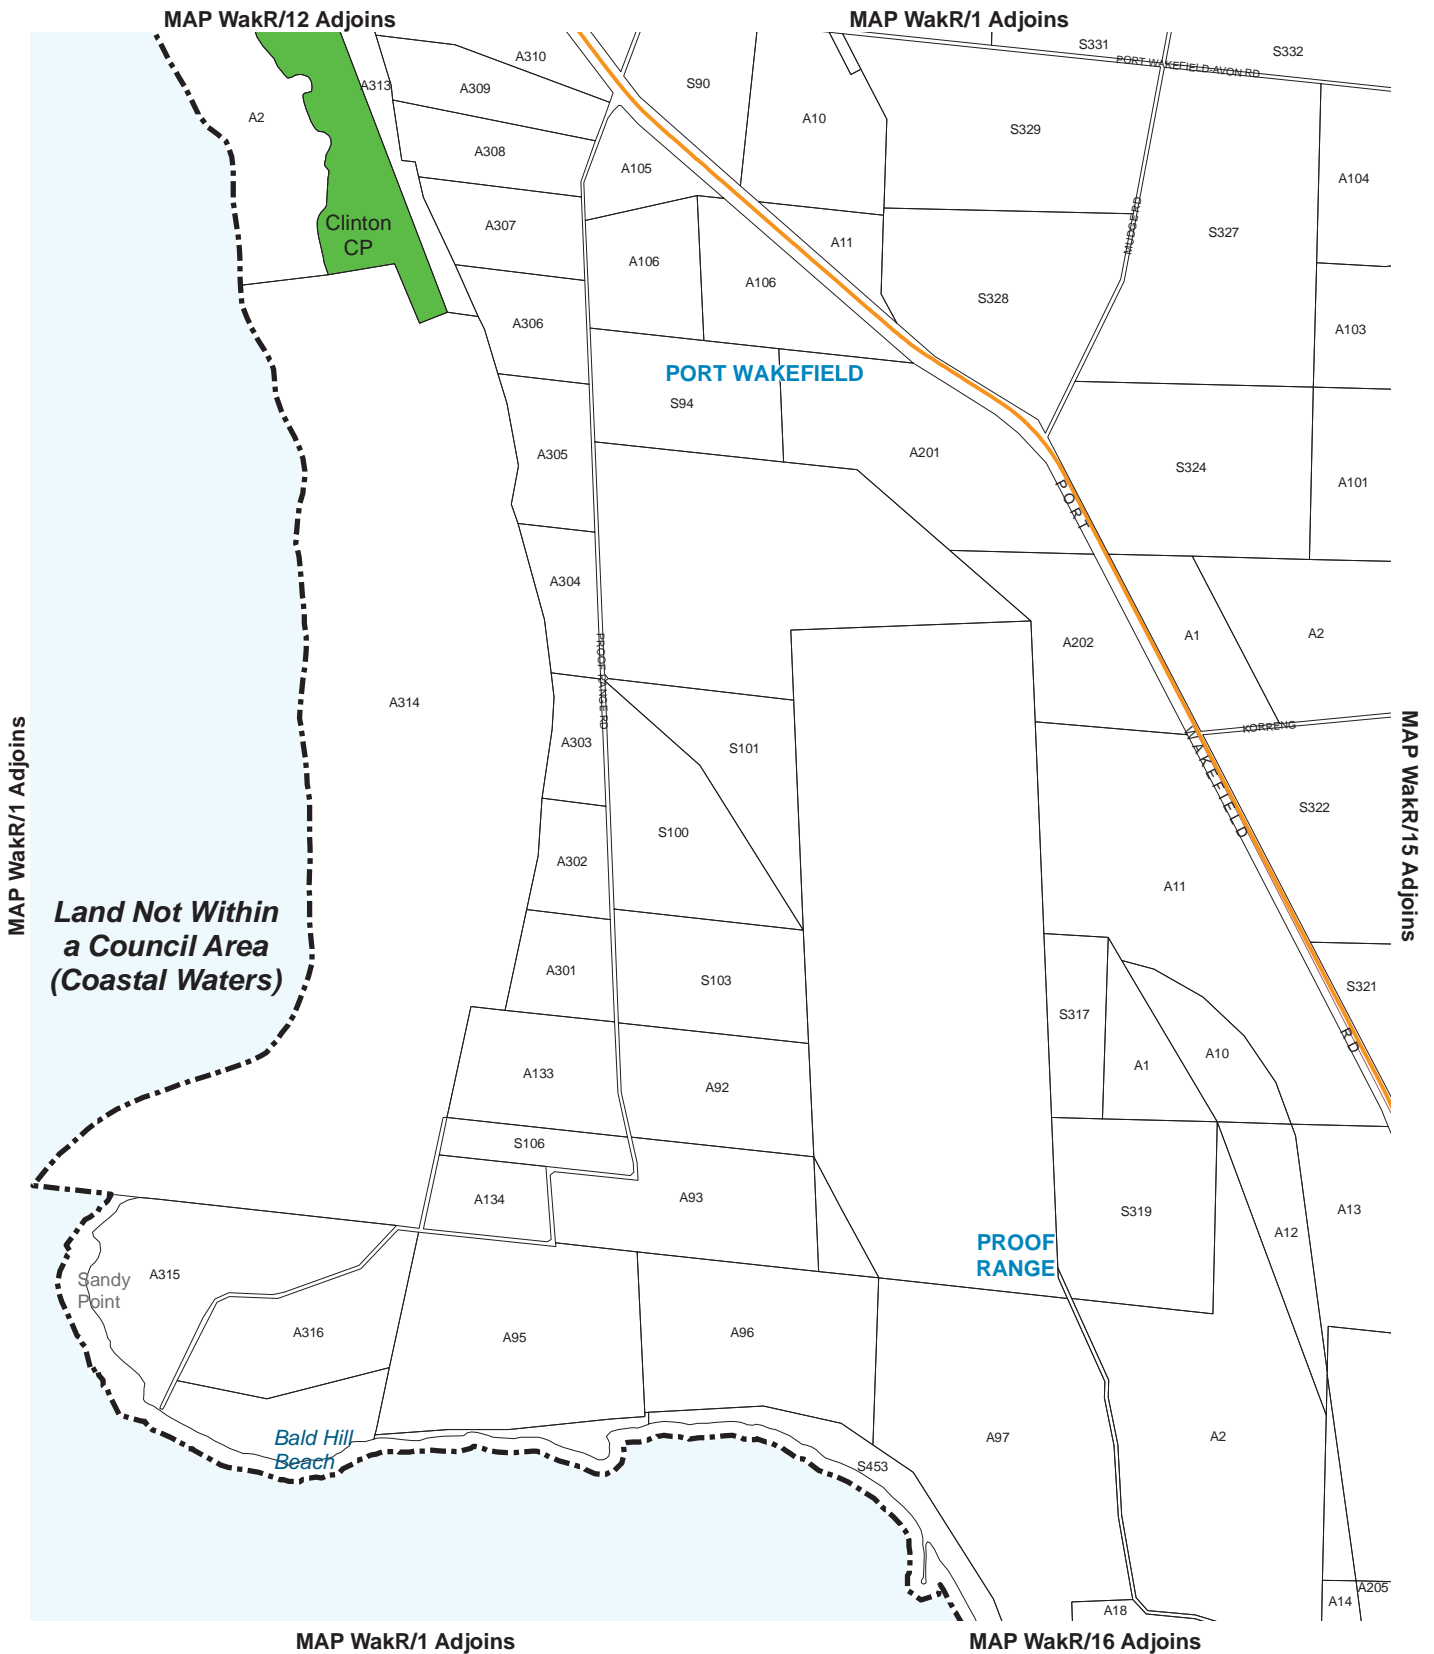 MAP WakR/12 Adjoins
MAP WakR/1 Adjoins
A310
S331
S332
PORT WAKEFIELD-AVON RD
A313
A309
S90
A2
A10
S329
A308
A105
A104
Clinton
CP
A307
MUDGE RD
S327
A11
A106
A106
S328
A306
A103
PORT WAKEFIELD
S94
A305
A201
S324
A101
PORT
A304
A202
A1
A2
PROOF RANGE RD
A314
A303
S101
KORRENG
WAKEFIELD
MAP WakR/1 Adjoins
MAP WakR/15 Adjoins
S322
S100
A302
A11
Land Not Within
a Council Area
(Coastal Waters)
A301
S103
S321
S317
RD
A10
A1
A133
A92
S106
A134
A93
S319
A13
A12
PROOF
RANGE
A315
Sandy
Point
A316
A95
A96
Bald Hill
Beach
A97
A2
S453
A205
A14
A18
MAP WakR/1 Adjoins
MAP WakR/16 Adjoins